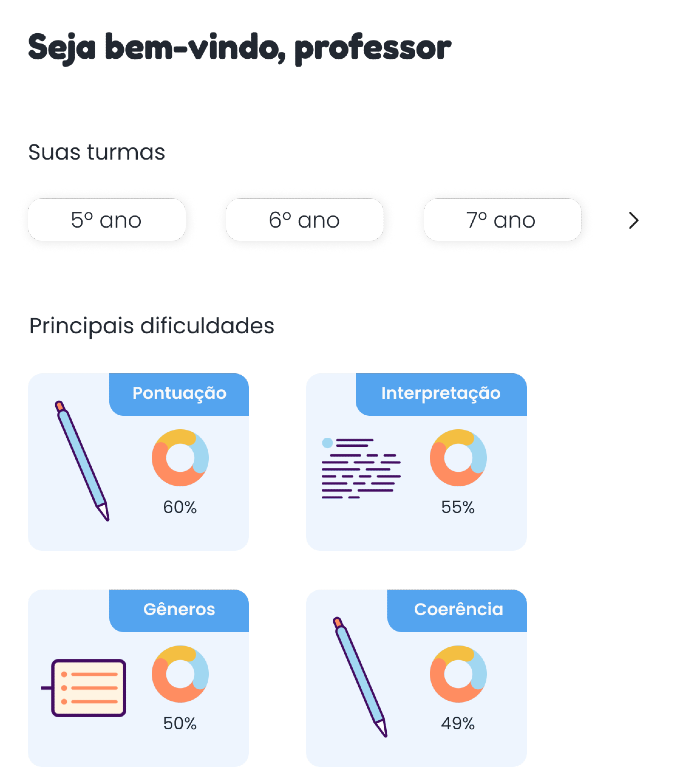 Seja bem-vindo, professor
Suas turmas
5º ano
6º ano
7º ano
Principais dificuldades
Pontuação
60%
Interpretação
55%
Gêneros
50%
Coerência
49%